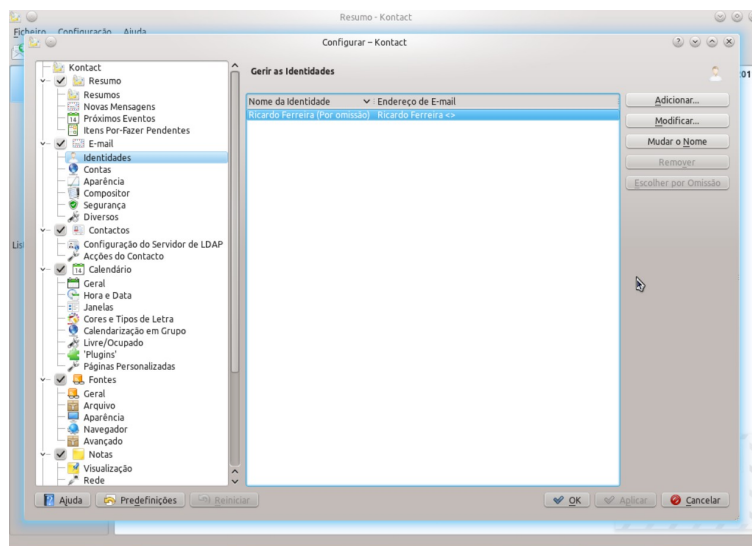 Resumo - Kontact
Ficheiro Configuração Ajuda
Configurar – Kontact
Kontact
Resumo
Resumos
Novas Mensagens
Próximos Eventos
Itens Por-Fazer Pendentes
E-mail
Identidades
Contas
Aparência
Compositor
Segurança
Diversos
Contactos
Configuração do Servidor de LDAP
Acções do Contacto
Calendário
Geral
Hora e Data
Janelas
Cores e Tipos de Letra
Calendarização em Grupo
Livre/Ocupado
'Plugins'
Páginas Personalizadas
Fontes
Geral
Arquivo
Aparência
Navegador
Avançado
Notas
Visualização
Rede
Gerir as Identidades
Nome da Identidade Endereço de E-mail
Ricardo Ferreira (Por omissão) Ricardo Ferreira <>
Adicionar...
Modificar...
Mudar o Nome
Remover
Escolher por Omissão
Lis
01
Ajuda Predefinições Reiniciar OK Aplicar Cancelar